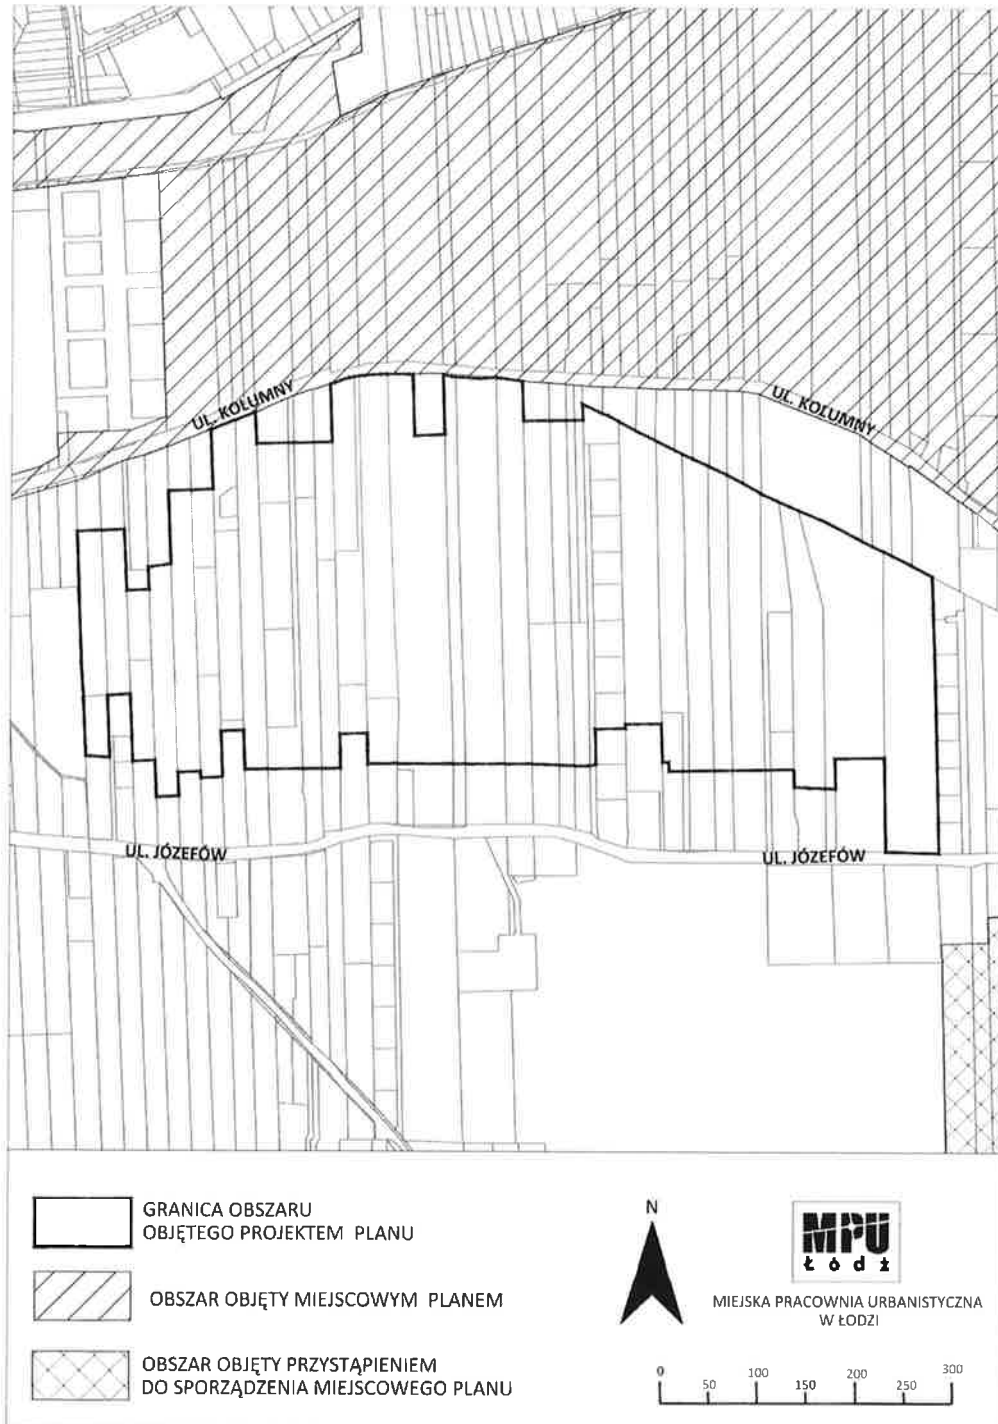 UL. KOLUMNY
UL. KOLUMNY
UL. JÓZEFÓW
UL. JÓZEFÓW
GRANICA OBSZARU
OBJĘTEGO PROJEKTEM PLANU
OBSZAR OBJĘTY MIEJSCOWYM PLANEM
OBSZAR OBJĘTY PRZYSTĄPIENIEM
DO SPORZĄDZENIA MIEJSCOWEGO PLANU
N
MPU
Łódź
MIEJSKA PRACOWNIA URBANISTYCZNA
W ŁODZI
0 50 100 150 200 250 300